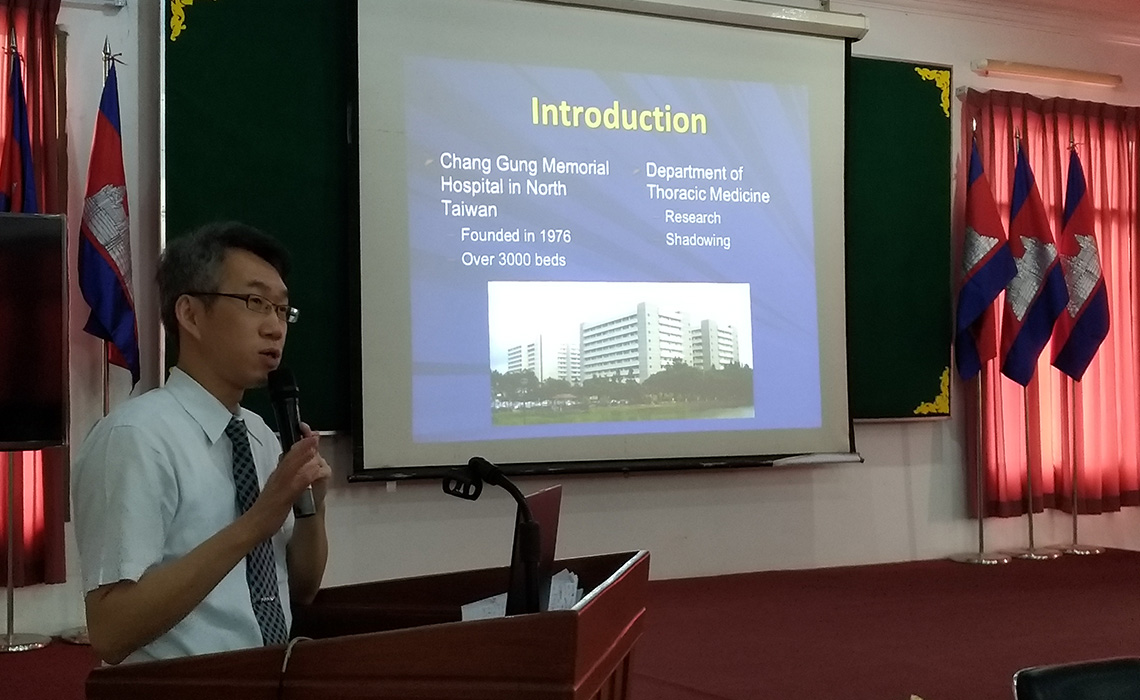 Introduction
Chang Gung Memorial
Hospital in North
Taiwan
Founded in 1976
Over 3000 beds
Department of
Thoracic Medicine
Research
Shadowing